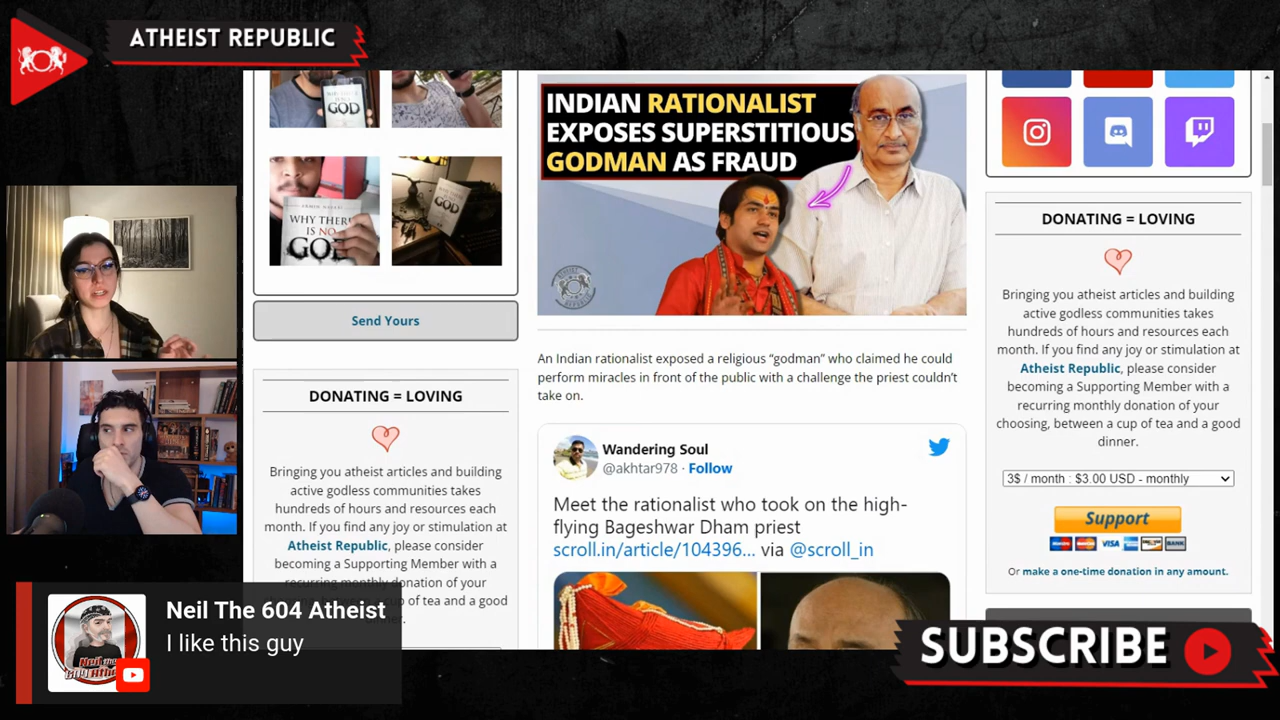 ATHEIST REPUBLIC
GOD
WHY THERE
IS NO
GOD
GOD
Send Yours
DONATING = LOVING
Bringing you atheist articles and building
active godless communities takes
hundreds of hours and resources each
month. If you find any joy or stimulation at
Atheist Republic, please consider
becoming a Supporting Member with a
recurring monthly donation of your
of tea and a good
INDIAN RATIONALIST
EXPOSES SUPERSTITIOUS
GODMAN AS FRAUD
An Indian rationalist exposed a religious “godman” who claimed he could
perform miracles in front of the public with a challenge the priest couldn’t
take on.
Wandering Soul
@akhtar978 · Follow
Meet the rationalist who took on the high-
flying Bageshwar Dham priest
scroll.in/article/104396... via @scroll_in
DONATING = LOVING
Bringing you atheist articles and building
active godless communities takes
hundreds of hours and resources each
month. If you find any joy or stimulation at
Atheist Republic, please consider
becoming a Supporting Member with a
recurring monthly donation of your
choosing, between a cup of tea and a good
dinner.
3$ / month : $3.00 USD - monthly
Support
VISA
BANK
Or make a one-time donation in any amount.
Neil The 604 Atheist
I like this guy
SUBSCRIBE